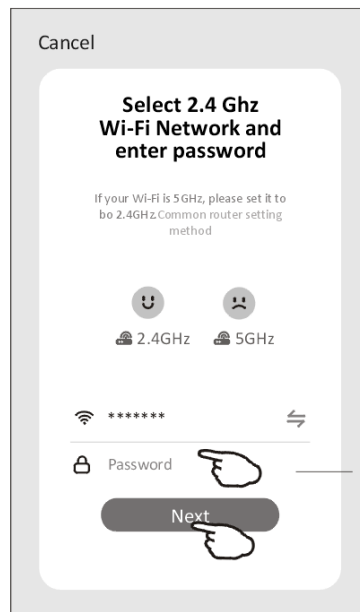 Cancel
Select 2.4 Ghz
Wi-Fi Network and
enter password
If your Wi-Fi is 5GHz, please set it to
bo 2.4GHz.Common router setting
method
2.4GHz 5GHz
*******
Password
Next